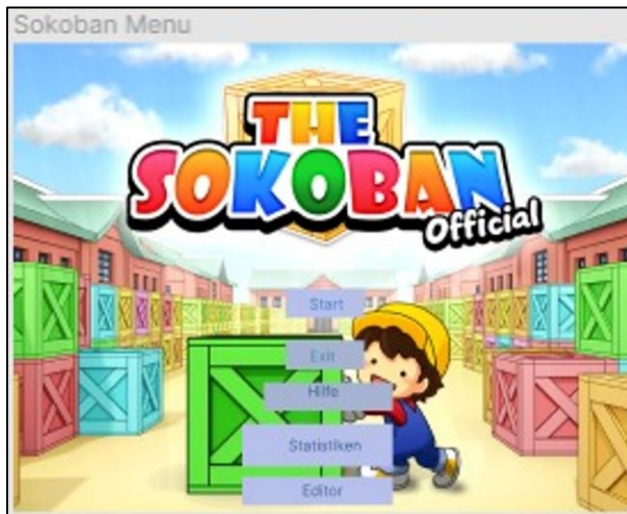 Sokoban Menu
THE
SOKOBAN
Official
Start
Exit
Hilfe
Statistiken
Editor